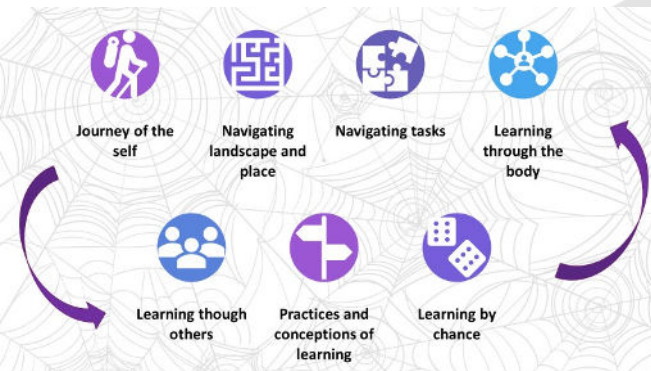 Journey of the
self
Navigating
landscape and
place
Navigating tasks
Learning
through the
body
Learning though
others
Practices and
conceptions of
learning
Learning by
chance